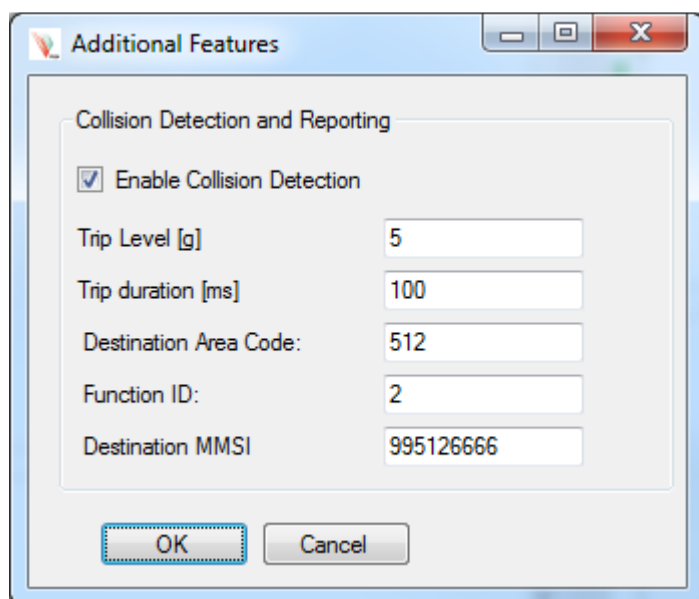 Additional Features
Collision Detection and Reporting
Enable Collision Detection
Trip Level [g] 5
Trip duration [ms] 100
Destination Area Code: 512
Function ID: 2
Destination MMSI 995126666
OK Cancel